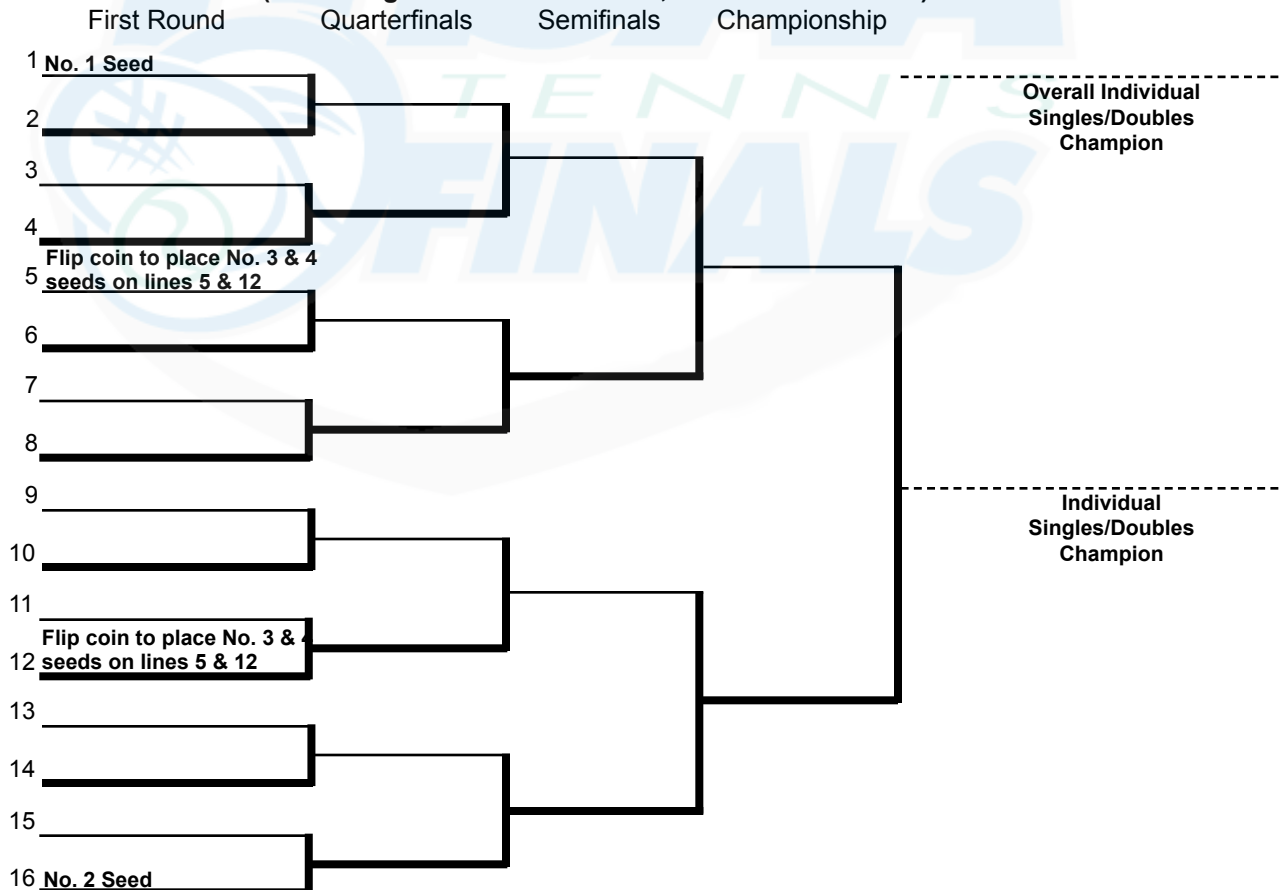 First Round Quarterfinals Semifinals Championship
1 No. 1 Seed
2
3
4
Flip coin to place No. 3 & 4
5 seeds on lines 5 & 12
6
7
8
9
10
11
Flip coin to place No. 3 & 4
12 seeds on lines 5 & 12
13
14
15
16 No. 2 Seed
Overall Individual
Singles/Doubles
Champion
Individual
Singles/Doubles
Champion
TENNIS
FINALS